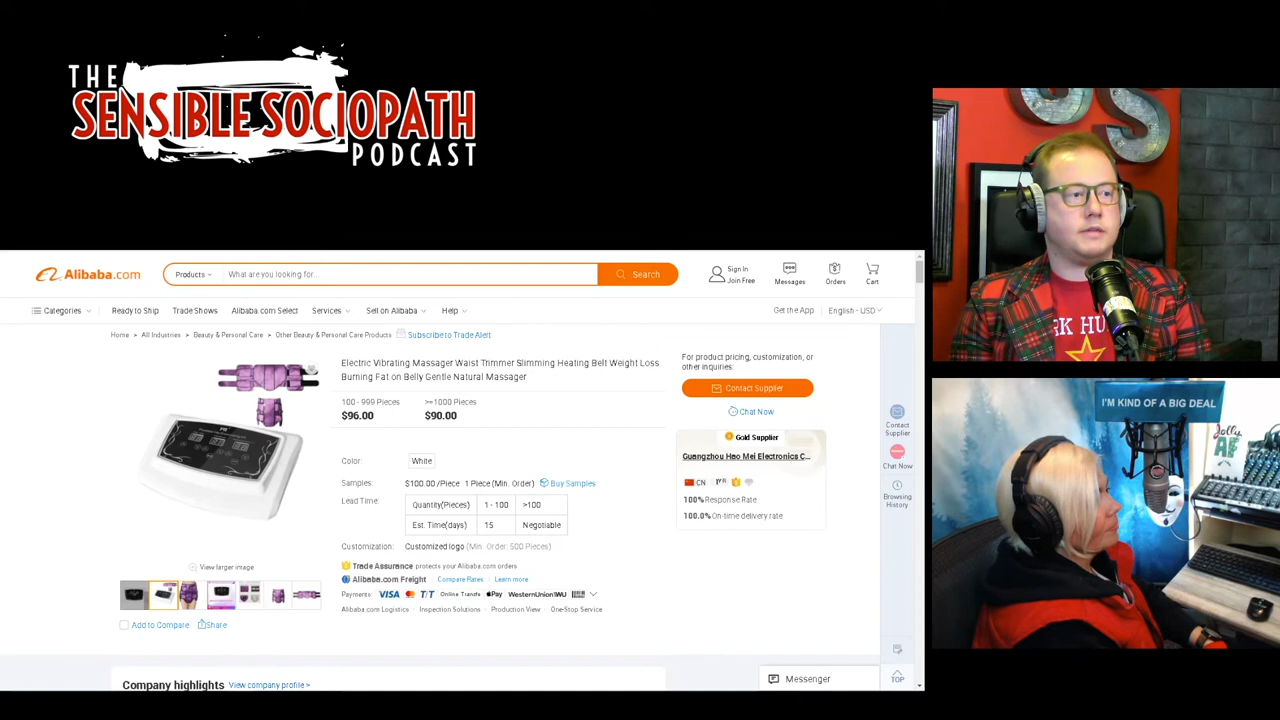 THE
SENSIBLE SOCIOPATH
PODCAST
Alibaba.com
Products
What are you looking for...
Search
Sign In
Join Free
Messages
Orders
Cart
Categories
Ready to Ship
Trade Shows
Alibaba.com Select
Services
Sell on Alibaba
Help
Get the App
English - USD
Home > All Industries > Beauty & Personal Care > Other Beauty & Personal Care Products
Subscribe to Trade Alert
Electric Vibrating Massager Waist Trimmer Slimming Heating Belt Weight Loss
Burning Fat on Belly Gentle Natural Massager
100 - 999 Pieces >=1000 Pieces
$96.00 $90.00
Color: White
Samples: $100.00/Piece 1 Piece (Min. Order) Buy Samples
Lead Time:
Quantity(Pieces) 1 - 100 >100
Est. Time(days) 15 Negotiable
Customization: Customized logo (Min. Order: 500 Pieces)
Trade Assurance protects your Alibaba.com orders
Alibaba.com Freight Compare Rates Learn more
Payments: VISA T/T Online Transfer Pay WesternUnion WU
Alibaba.com Logistics Inspection Solutions Production View One-Stop Service
View larger image
Add to Compare Share
For product pricing, customization, or
other inquiries:
Contact Supplier
Chat Now
Gold Supplier
Guangzhou Hao Mei Electronics C...
CN
100% Response Rate
100.0% On-time delivery rate
Contact
Supplier
Chat Now
Browsing
History
TOP
Company highlights View company profile >
Messenger
OS
RK HU
I'M KIND OF A BIG DEAL
Jolly
AF